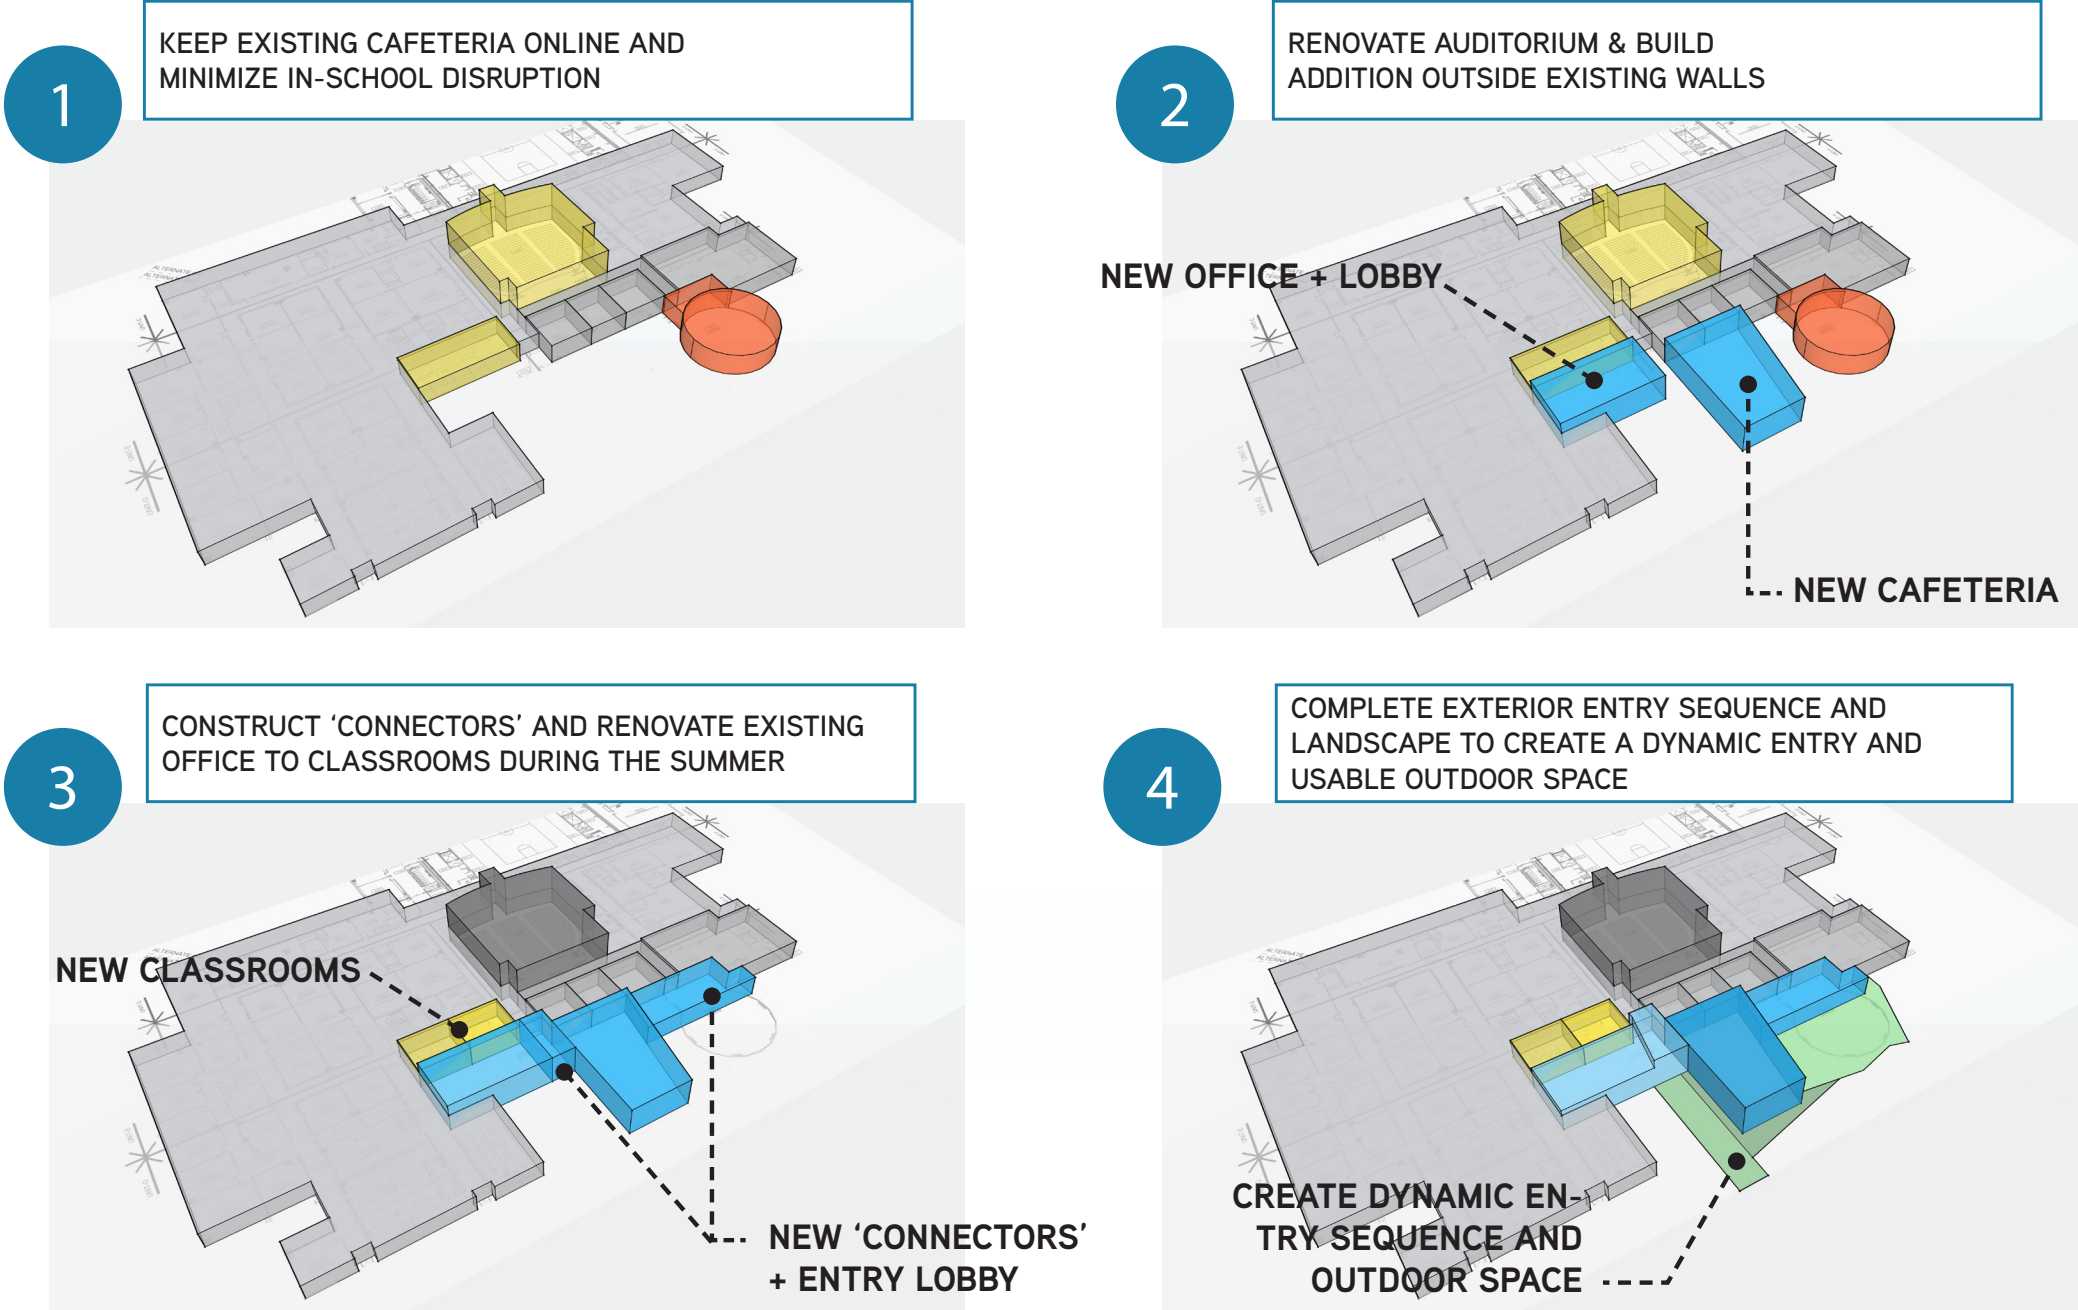 1
KEEP EXISTING CAFETERIA ONLINE AND
MINIMIZE IN-SCHOOL DISRUPTION
2
RENOVATE AUDITORIUM & BUILD
ADDITION OUTSIDE EXISTING WALLS
ALTERNATE
NEW OFFICE + LOBBY
NEW CAFETERIA
3
CONSTRUCT ‘CONNECTORS’ AND RENOVATE EXISTING
OFFICE TO CLASSROOMS DURING THE SUMMER
ALTERNATE
NEW CLASSROOMS
NEW ‘CONNECTORS’
+ ENTRY LOBBY
4
COMPLETE EXTERIOR ENTRY SEQUENCE AND
LANDSCAPE TO CREATE A DYNAMIC ENTRY AND
USABLE OUTDOOR SPACE
ALTERNATE
CREATE DYNAMIC EN-
TRY SEQUENCE AND
OUTDOOR SPACE